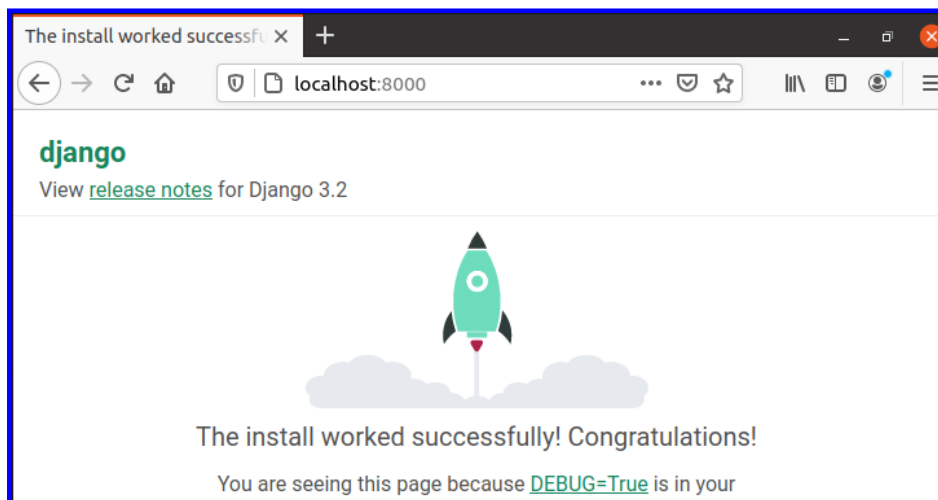 The install worked successfu
localhost:8000
django
View release notes for Django 3.2
The install worked successfully! Congratulations!
You are seeing this page because DEBUG=True is in your